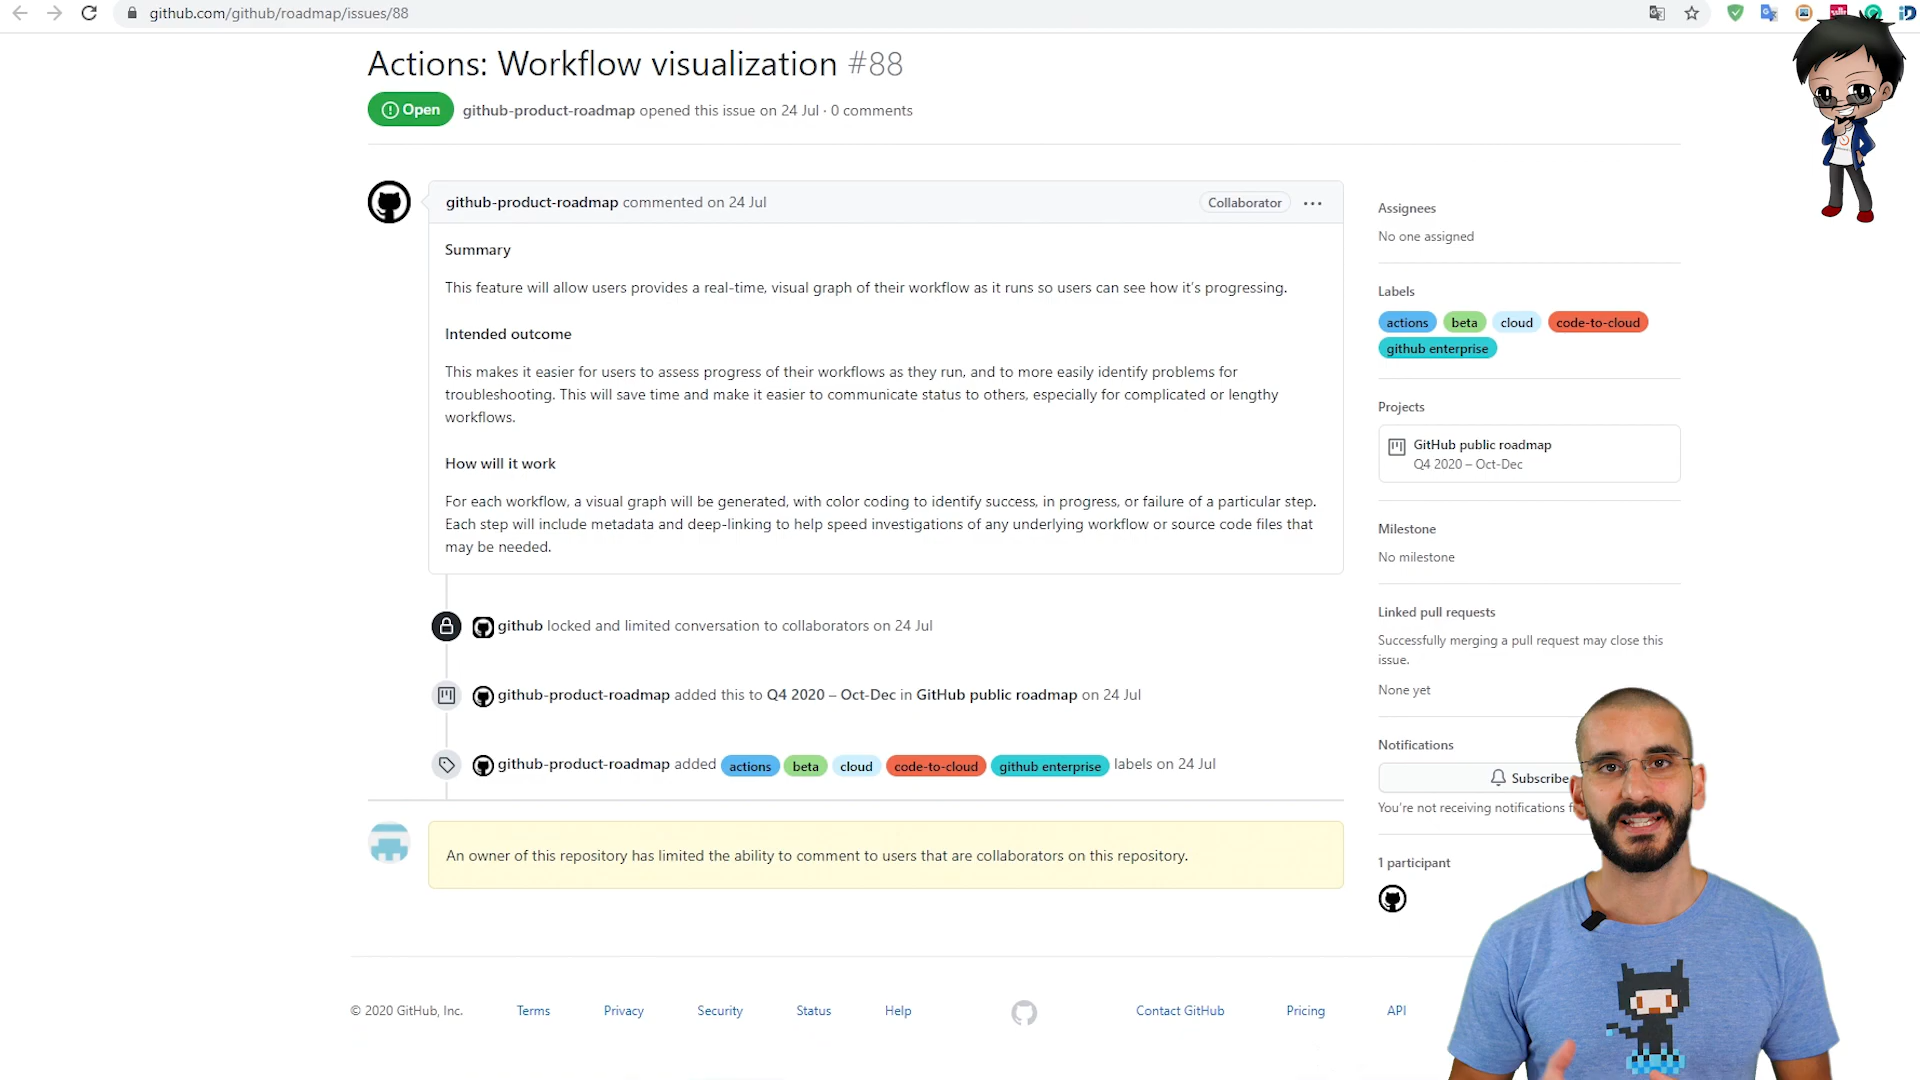 github.com/github/roadmap/issues/88
Actions: Workflow visualization #88
Open github-product-roadmap opened this issue on 24 Jul · 0 comments
github-product-roadmap commented on 24 Jul
Collaborator
Summary
This feature will allow users provides a real-time, visual graph of their workflow as it runs so users can see how it's progressing.
Intended outcome
This makes it easier for users to assess progress of their workflows as they run, and to more easily identify problems for
troubleshooting. This will save time and make it easier to communicate status to others, especially for complicated or lengthy
workflows.
How will it work
For each workflow, a visual graph will be generated, with color coding to identify success, in progress, or failure of a particular step.
Each step will include metadata and deep-linking to help speed investigations of any underlying workflow or source code files that
may be needed.
github locked and limited conversation to collaborators on 24 Jul
github-product-roadmap added this to Q4 2020 – Oct-Dec in GitHub public roadmap on 24 Jul
github-product-roadmap added actions beta cloud code-to-cloud github enterprise labels on 24 Jul
An owner of this repository has limited the ability to comment to users that are collaborators on this repository.
Assignees
No one assigned
Labels
actions beta cloud code-to-cloud
github enterprise
Projects
GitHub public roadmap
Q4 2020 – Oct-Dec
Milestone
No milestone
Linked pull requests
Successfully merging a pull request may close this
issue.
None yet
Notifications
Subscribe
You're not receiving notifications
1 participant
© 2020 GitHub, Inc. Terms Privacy Security Status Help Contact GitHub Pricing API